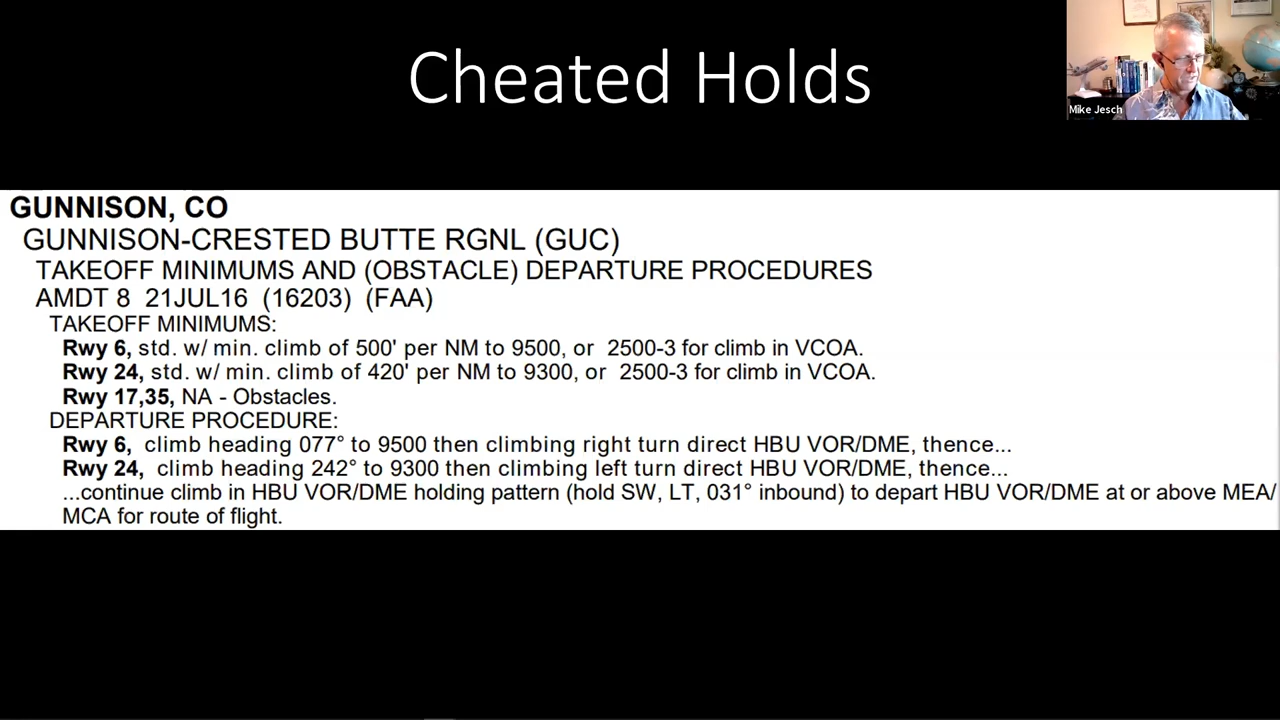 Cheated Holds
Mike Jesch
GUNNISON, CO
GUNNISON-CRESTED BUTTE RGNL (GUC)
TAKEOFF MINIMUMS AND (OBSTACLE) DEPARTURE PROCEDURES
AMDT 8 21JUL16 (16203) (FAA)
TAKEOFF MINIMUMS:
Rwy 6, std. w/ min. climb of 500' per NM to 9500, or 2500-3 for climb in VCOA.
Rwy 24, std. w/ min. climb of 420' per NM to 9300, or 2500-3 for climb in VCOA.
Rwy 17,35, NA - Obstacles.
DEPARTURE PROCEDURE:
Rwy 6, climb heading 077° to 9500 then climbing right turn direct HBU VOR/DME, thence...
Rwy 24, climb heading 242° to 9300 then climbing left turn direct HBU VOR/DME, thence...
...continue climb in HBU VOR/DME holding pattern (hold SW, LT, 031° inbound) to depart HBU VOR/DME at or above MEA/
MCA for route of flight.